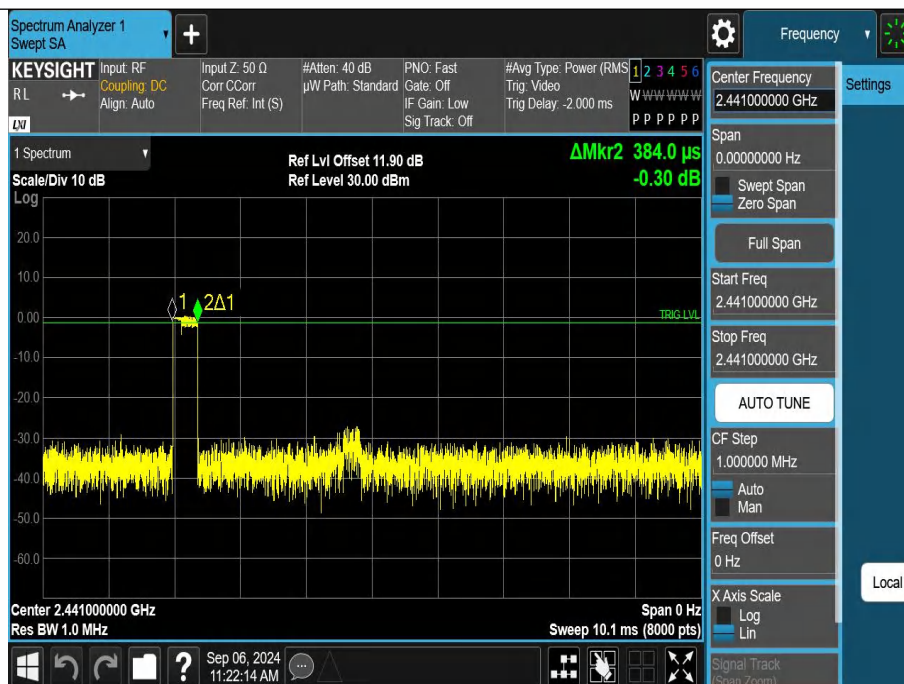 Spectrum Analyzer 1
Swept SA
+
Frequency
KEYSIGHT
RL
LXI
Input: RF
Coupling: DC
Align: Auto
Input Z: 50 Ω
Corr CCorr
Freq Ref: Int (S)
#Atten: 40 dB
µW Path: Standard
PNO: Fast
Gate: Off
IF Gain: Low
Sig Track: Off
#Avg Type: Power (RMS
Trig: Video
Trig Delay: -2.000 ms
1 2 3 4 5 6
W W W W W W
P P P P P P
1 Spectrum
Scale/Div 10 dB
Log
Ref Lvl Offset 11.90 dB
Ref Level 30.00 dBm
ΔMkr2 384.0 µs
-0.30 dB
20.0
10.0
0.00
-10.0
-20.0
-30.0
-40.0
-50.0
-60.0
1
2Δ1
TRIG LVL
Center 2.441000000 GHz
Res BW 1.0 MHz
Span 0 Hz
Sweep 10.1 ms (8000 pts)
?
Sep 06, 2024
11:22:14 AM
Center Frequency
2.441000000 GHz
Span
0.00000000 Hz
Swept Span
Zero Span
Full Span
Start Freq
2.441000000 GHz
Stop Freq
2.441000000 GHz
AUTO TUNE
CF Step
1.000000 MHz
Auto
Man
Freq Offset
0 Hz
X Axis Scale
Log
Lin
Signal Track
(Span Zoom)
Settings
Local